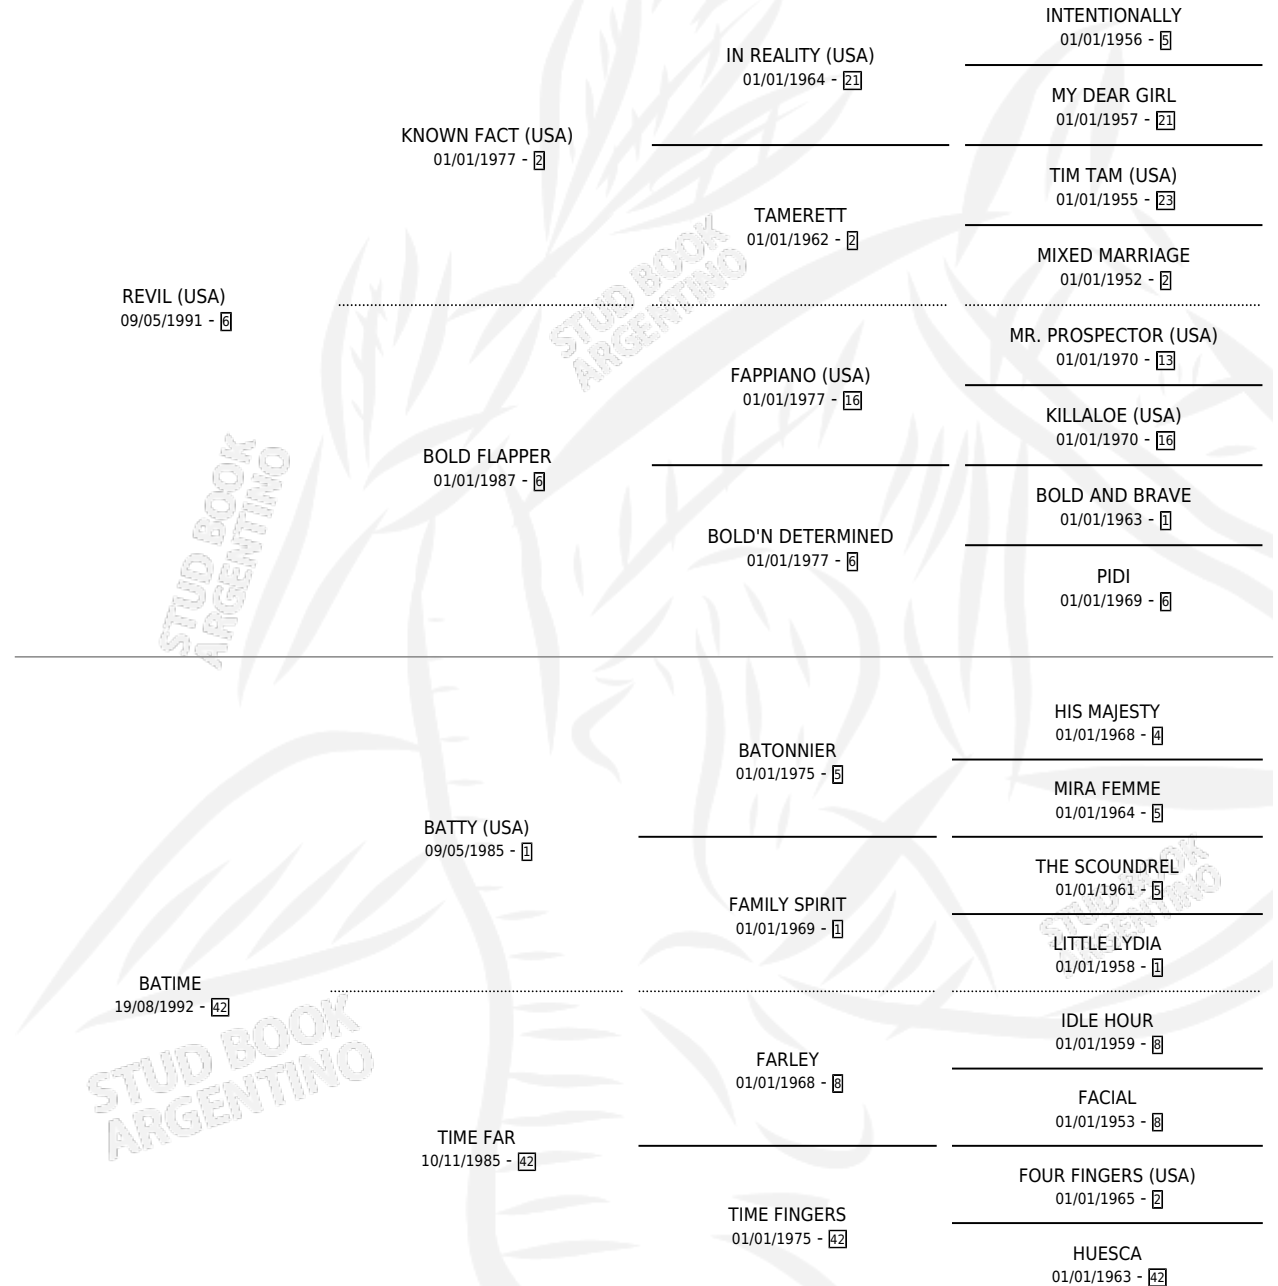 INTENTIONALLY
01/01/1956 - 5
IN REALITY (USA)
01/01/1964 - 21
MY DEAR GIRL
01/01/1957 - 21
KNOWN FACT (USA)
01/01/1977 - 2
TIM TAM (USA)
01/01/1955 - 23
TAMERETT
01/01/1962 - 2
MIXED MARRIAGE
01/01/1952 - 2
REVIL (USA)
09/05/1991 - 6
MR. PROSPECTOR (USA)
01/01/1970 - 13
FAPPIANO (USA)
01/01/1977 - 16
KILLALOE (USA)
01/01/1970 - 16
BOLD FLAPPER
01/01/1987 - 6
BOLD AND BRAVE
01/01/1963 - 1
BOLD'N DETERMINED
01/01/1977 - 6
PIDI
01/01/1969 - 6
HIS MAJESTY
01/01/1968 - 4
BATONNIER
01/01/1975 - 5
MIRA FEMME
01/01/1964 - 5
BATTY (USA)
09/05/1985 - 1
THE SCOUNDREL
01/01/1961 - 5
FAMILY SPIRIT
01/01/1969 - 1
LITTLE LYDIA
01/01/1958 - 1
BATIME
19/08/1992 - 42
IDLE HOUR
01/01/1959 - 8
FARLEY
01/01/1968 - 8
FACIAL
01/01/1953 - 8
TIME FAR
10/11/1985 - 42
FOUR FINGERS (USA)
01/01/1965 - 2
TIME FINGERS
01/01/1975 - 42
HUESCA
01/01/1963 - 42
STUD BOOK
ARGENTINO
STUD BOOK
ARGENTINO
STUD BOOK
ARGENTINO
STUD BOOK
ARGENTINO